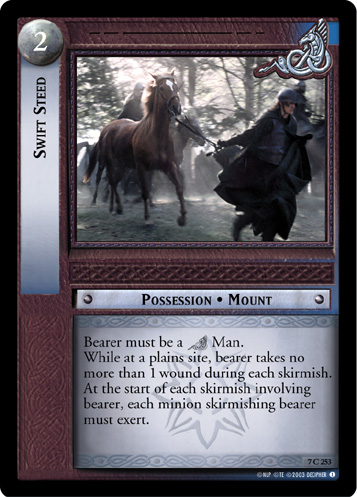 2
SWIFT STEED
POSSESSION • MOUNT
Bearer must be a Man.
While at a plains site, bearer takes no
more than 1 wound during each skirmish.
At the start of each skirmish involving
bearer, each minion skirmishing bearer
must exert.
7 C 253
©NLP ™©TE ©2003 DECIPHER